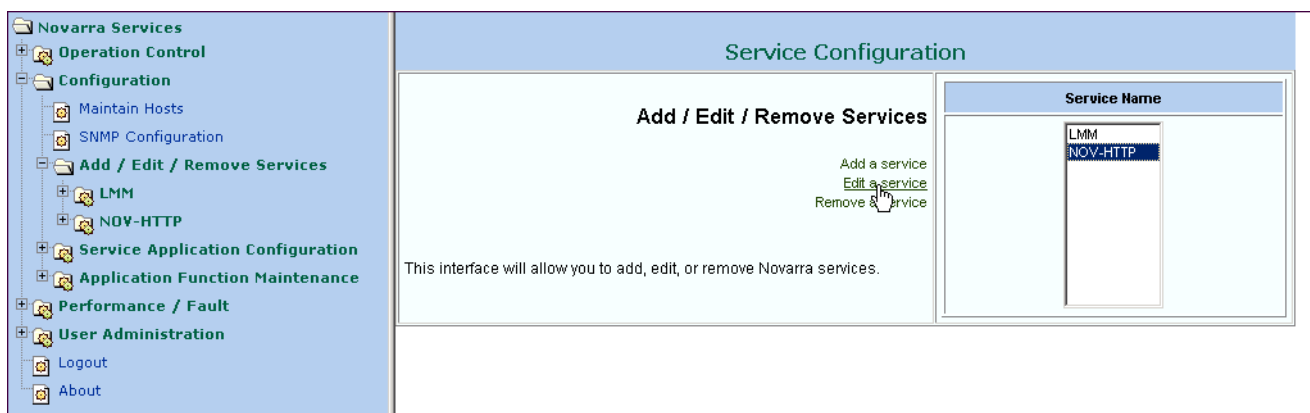 Novarra Services
Operation Control
Configuration
Maintain Hosts
SNMP Configuration
Add / Edit / Remove Services
LMM
NOV-HTTP
Service Application Configuration
Application Function Maintenance
Performance / Fault
User Administration
Logout
About
Service Configuration
Add / Edit / Remove Services
Add a service
Edit a service
Remove a service
This interface will allow you to add, edit, or remove Novarra services.
Service Name
LMM
NOV-HTTP